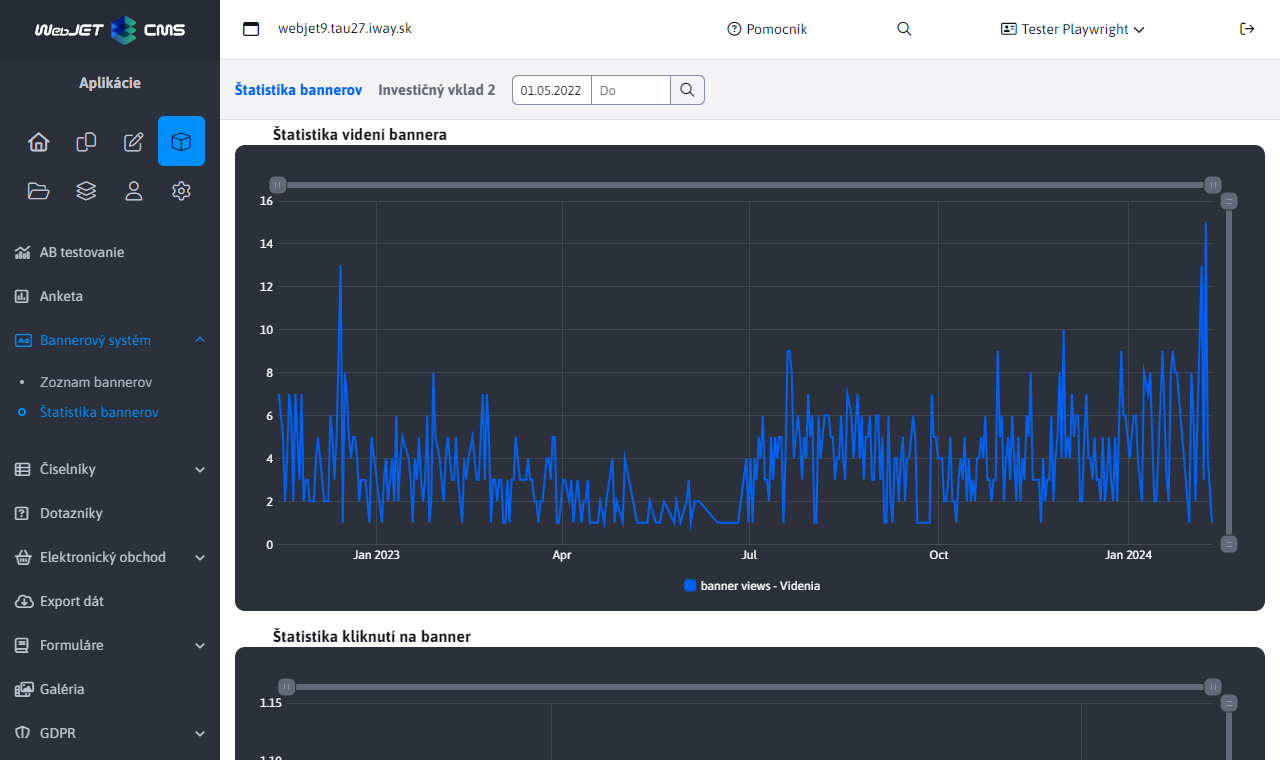 WebJET CMS
webjet9.tau27.iway.sk
Pomocník
Tester Playwright
Aplikácie
Štatistika bannerov
Investičný vklad 2
01.05.2022
Do
AB testovanie
Anketa
Bannerový systém
Zoznam bannerov
Štatistika bannerov
Číselníky
Dotazníky
Elektronický obchod
Export dát
Formuláre
Galéria
GDPR
Štatistika videní bannera
16
14
12
10
8
6
4
2
0
Jan 2023
Apr
Jul
Oct
Jan 2024
banner views - Videnia
Štatistika kliknutí na banner
1.15
1.10